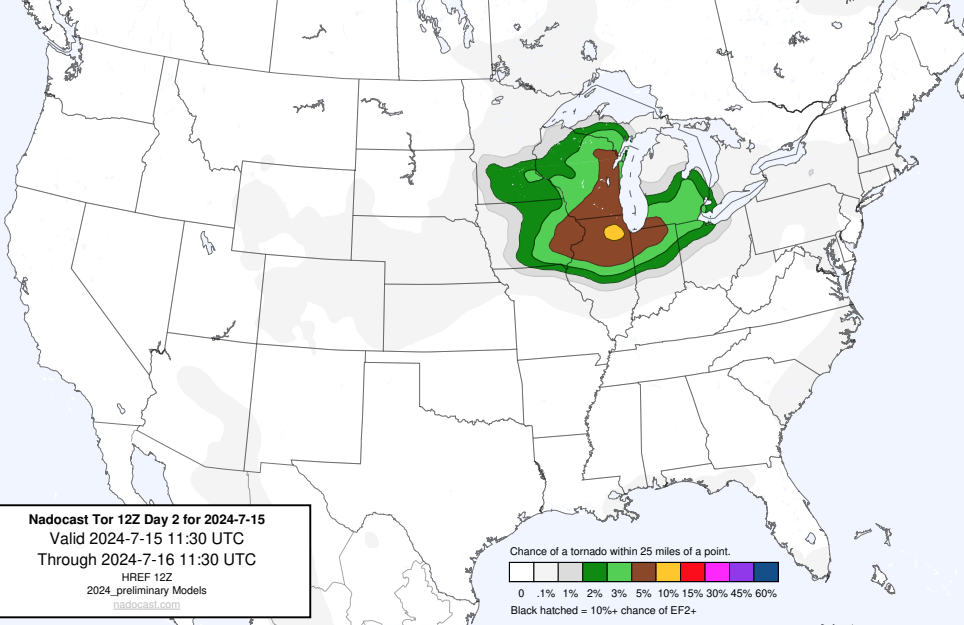 Nadocast Tor 12Z Day 2 for 2024-7-15
Valid 2024-7-15 11:30 UTC
Through 2024-7-16 11:30 UTC
HREF 12Z
2024_preliminary Models
nadocast.com
Chance of a tornado within 25 miles of a point.
0 .1% 1% 2% 3% 5% 10% 15% 30% 45% 60%
Black hatched = 10%+ chance of EF2+